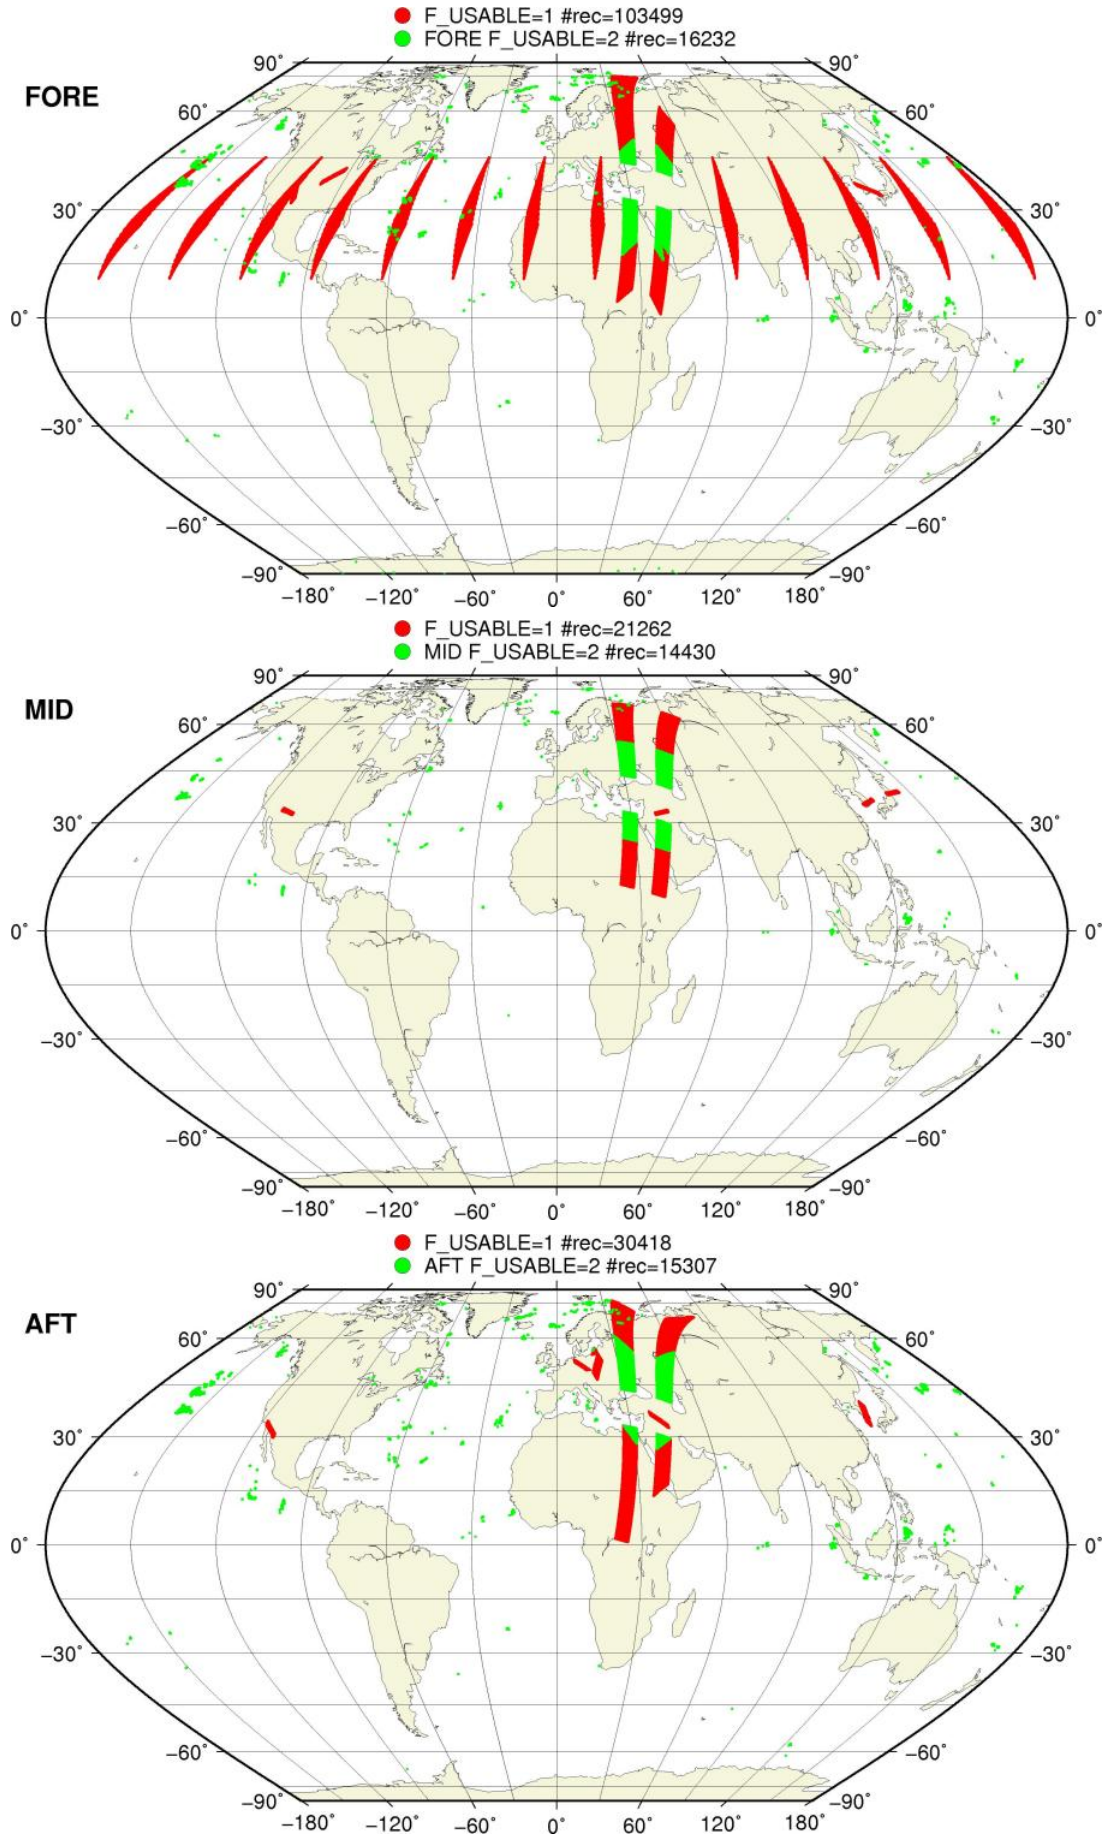 F_USABLE=1 #rec=103499
FORE F_USABLE=2 #rec=16232
FORE
90° 90°
60° 60°
30° 30°
0° 0°
−30° −30°
−60° −60°
−90° −90°
−180° −120° −60° 0° 60° 120° 180°
F_USABLE=1 #rec=21262
MID F_USABLE=2 #rec=14430
MID
90° 90°
60° 60°
30° 30°
0° 0°
−30° −30°
−60° −60°
−90° −90°
−180° −120° −60° 0° 60° 120° 180°
F_USABLE=1 #rec=30418
AFT F_USABLE=2 #rec=15307
AFT
90° 90°
60° 60°
30° 30°
0° 0°
−30° −30°
−60° −60°
−90° −90°
−180° −120° −60° 0° 60° 120° 180°